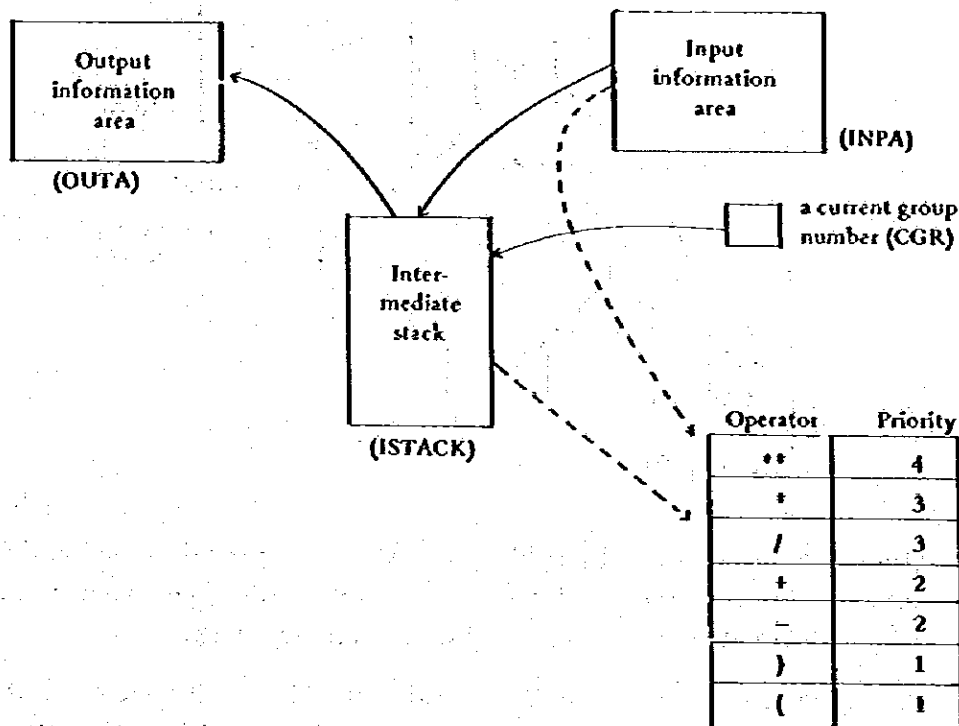 Output
information
area
(OUTA)
Input
information
area
(INPA)
a current group
number (CGR)
Inter-
mediate
stack
(ISTACK)
Operator Priority
** 4
* 3
/ 3
+ 2
− 2
) 1
( 1